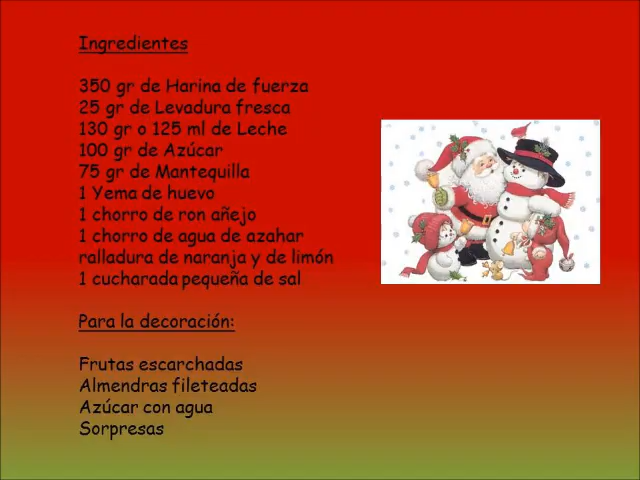 Ingredientes
350 gr de Harina de fuerza
25 gr de Levadura fresca
130 gr o 125 ml de Leche
100 gr de Azúcar
75 gr de Mantequilla
1 Yema de huevo
1 chorro de ron añejo
1 chorro de agua de azahar
ralladura de naranja y de limón
1 cucharada pequeña de sal
Para la decoración:
Frutas escarchadas
Almendras fileteadas
Azúcar con agua
Sorpresas